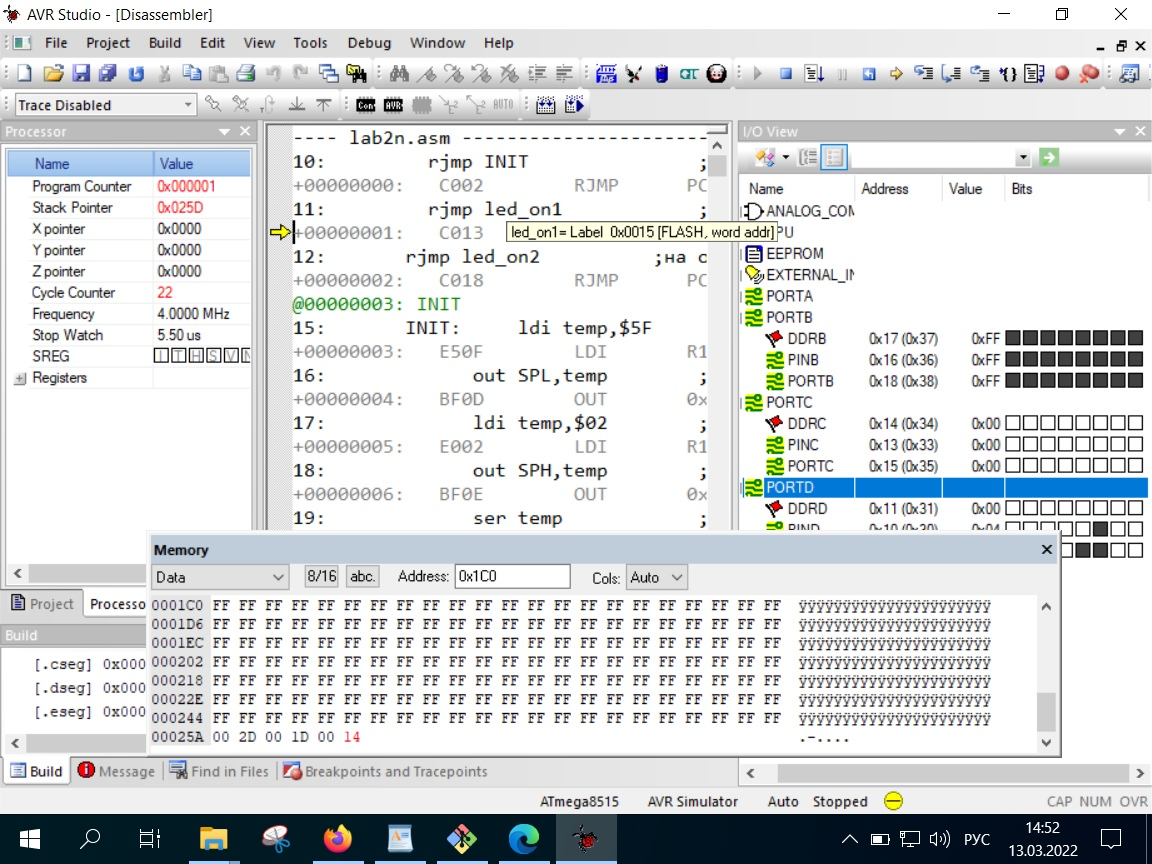 AVR Studio - [Disassembler]
File Project Build Edit View Tools Debug Window Help
Trace Disabled
Con AVR AUTO
Processor
Name Value
Program Counter 0x000001
Stack Pointer 0x025D
X pointer 0x0000
Y pointer 0x0000
Z pointer 0x0000
Cycle Counter 22
Frequency 4.0000 MHz
Stop Watch 5.50 us
SREG I T H S V N
Registers
Project Processo
---- lab2n.asm -----------------------
10: rjmp INIT ;
+00000000: C002 RJMP PC
11: rjmp led_on1 ;
+00000001: C013
led_on1= Label 0x0015 [FLASH, word addr]
12: rjmp led_on2 ;на с
+00000002: C018 RJMP PC
@00000003: INIT
15: INIT: ldi temp,$5F
+00000003: E50F LDI R1
16: out SPL,temp ;
+00000004: BF0D OUT 0x
17: ldi temp,$02 ;
+00000005: E002 LDI R1
18: out SPH,temp ;
+00000006: BF0E OUT 0x
19: ser temp ;
I/O View
Name Address Value Bits
ANALOG_COM
PU
EEPROM
EXTERNAL_IN
PORTA
PORTB
DDRB 0x17 (0x37) 0xFF
PINB 0x16 (0x36) 0xFF
PORTB 0x18 (0x38) 0xFF
PORTC
DDRC 0x14 (0x34) 0x00
PINC 0x13 (0x33) 0x00
PORTC 0x15 (0x35) 0x00
PORTD
DDRD 0x11 (0x31) 0x00
PIND 0x10 (0x30) 0x04
Memory
Data 8/16 abc. Address: 0x1C0 Cols: Auto
0001C0 FF FF FF FF FF FF FF FF FF FF FF FF FF FF FF FF FF FF FF FF FF FF ÿÿÿÿÿÿÿÿÿÿÿÿÿÿÿÿÿÿÿÿÿÿ
0001D6 FF FF FF FF FF FF FF FF FF FF FF FF FF FF FF FF FF FF FF FF FF FF ÿÿÿÿÿÿÿÿÿÿÿÿÿÿÿÿÿÿÿÿÿÿ
0001EC FF FF FF FF FF FF FF FF FF FF FF FF FF FF FF FF FF FF FF FF FF FF ÿÿÿÿÿÿÿÿÿÿÿÿÿÿÿÿÿÿÿÿÿÿ
000202 FF FF FF FF FF FF FF FF FF FF FF FF FF FF FF FF FF FF FF FF FF FF ÿÿÿÿÿÿÿÿÿÿÿÿÿÿÿÿÿÿÿÿÿÿ
000218 FF FF FF FF FF FF FF FF FF FF FF FF FF FF FF FF FF FF FF FF FF FF ÿÿÿÿÿÿÿÿÿÿÿÿÿÿÿÿÿÿÿÿÿÿ
00022E FF FF FF FF FF FF FF FF FF FF FF FF FF FF FF FF FF FF FF FF FF FF ÿÿÿÿÿÿÿÿÿÿÿÿÿÿÿÿÿÿÿÿÿÿ
000244 FF FF FF FF FF FF FF FF FF FF FF FF FF FF FF FF FF FF FF FF FF FF ÿÿÿÿÿÿÿÿÿÿÿÿÿÿÿÿÿÿÿÿÿÿ
00025A 00 2D 00 1D 00 14 .-....
Build
[.cseg] 0x000
[.dseg] 0x000
[.eseg] 0x000
Build Message Find in Files Breakpoints and Tracepoints
ATmega8515 AVR Simulator Auto Stopped CAP NUM OVR
РУС
14:52
13.03.2022